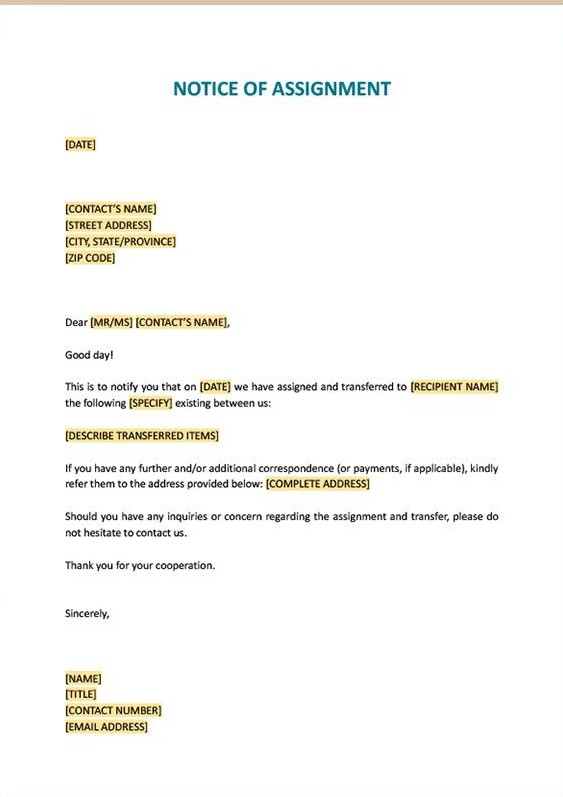 NOTICE OF ASSIGNMENT
[DATE]
[CONTACT'S NAME]
[STREET ADDRESS]
[CITY, STATE/PROVINCE]
[ZIP CODE]
Dear [MR/MS] [CONTACT'S NAME],
Good day!
This is to notify you that on [DATE] we have assigned and transferred to [RECIPIENT NAME]
the following [SPECIFY] existing between us:
[DESCRIBE TRANSFERRED ITEMS]
If you have any further and/or additional correspondence (or payments, if applicable), kindly
refer them to the address provided below: [COMPLETE ADDRESS]
Should you have any inquiries or concern regarding the assignment and transfer, please do
not hesitate to contact us.
Thank you for your cooperation.
Sincerely,
[NAME]
[TITLE]
[CONTACT NUMBER]
[EMAIL ADDRESS]